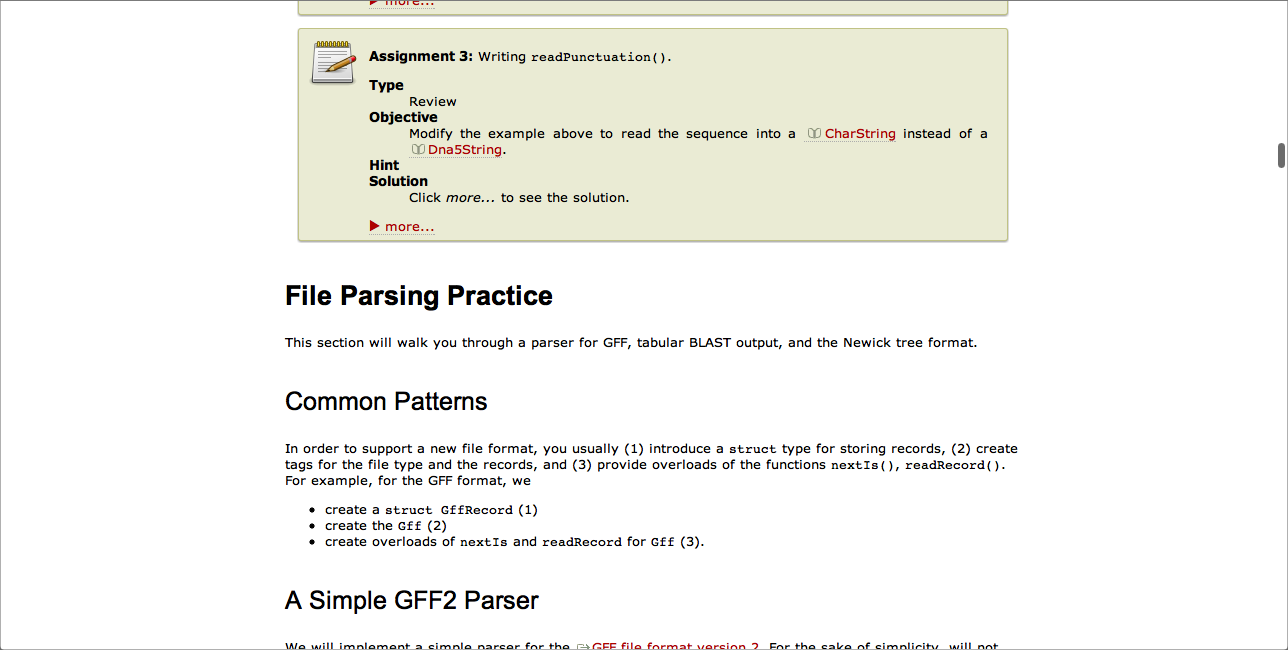 more...
Assignment 3: Writing readPunctuation().
Type
Review
Objective
Modify the example above to read the sequence into a CharString instead of a
Dna5String.
Hint
Solution
Click more... to see the solution.
more...
File Parsing Practice
This section will walk you through a parser for GFF, tabular BLAST output, and the Newick tree format.
Common Patterns
In order to support a new file format, you usually (1) introduce a struct type for storing records, (2) create
tags for the file type and the records, and (3) provide overloads of the functions nextIs(), readRecord().
For example, for the GFF format, we
• create a struct GffRecord (1)
• create the Gff (2)
• create overloads of nextIs and readRecord for Gff (3).
A Simple GFF2 Parser
We will implement a simple parser for the GFF file format version 2. For the sake of simplicity, will not